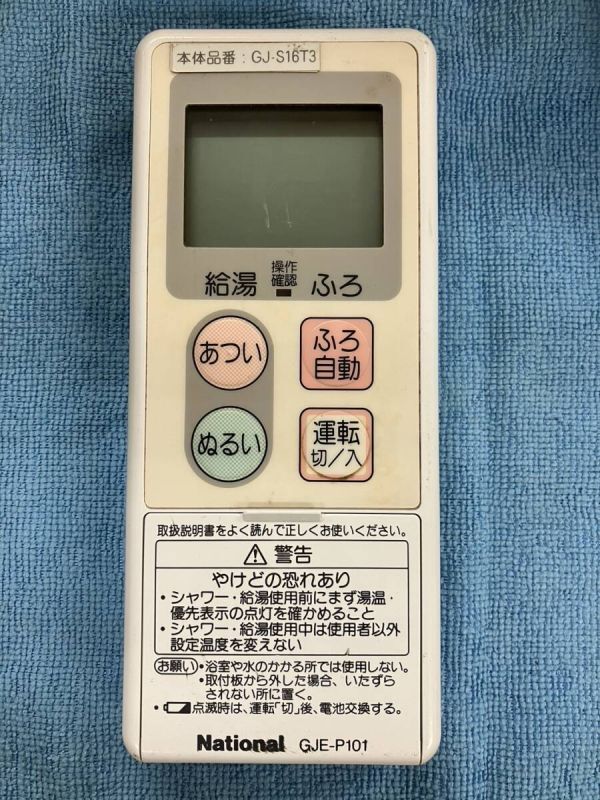 本体品番：GJ-S16T3
給湯 操作確認 ふろ
あつい
ふろ自動
ぬるい
運転切／入
取扱説明書をよく読んで正しくお使いください。
⚠警告
やけどの恐れあり
・シャワー・給湯使用前にまず湯温・
優先表示の点灯を確かめること
・シャワー・給湯使用中は使用者以外
設定温度を変えない
お願い・浴室や水のかかる所では使用しない。
・取付板から外した場合、いたずら
されない所に置く。
・点滅時は、運転「切」後、電池交換する。
National GJE-P101